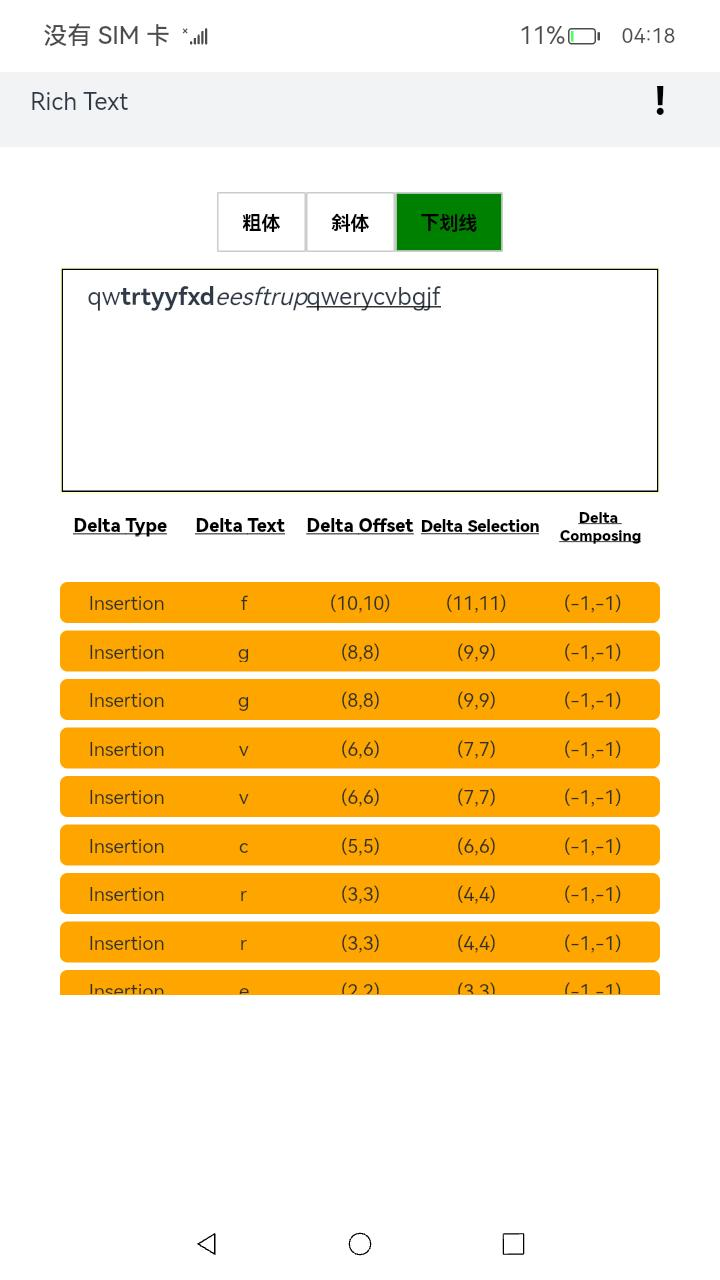 没有 SIM 卡 11% 04:18
Rich Text !
粗体 斜体 下划线
qwtrtyyfxdeesftrupqwerycvbgjf
Delta Type Delta Text Delta Offset Delta Selection Delta Composing
Insertion f (10,10) (11,11) (-1,-1)
Insertion g (8,8) (9,9) (-1,-1)
Insertion g (8,8) (9,9) (-1,-1)
Insertion v (6,6) (7,7) (-1,-1)
Insertion v (6,6) (7,7) (-1,-1)
Insertion c (5,5) (6,6) (-1,-1)
Insertion r (3,3) (4,4) (-1,-1)
Insertion r (3,3) (4,4) (-1,-1)
Insertion e (2,2) (3,3) (-1,-1)